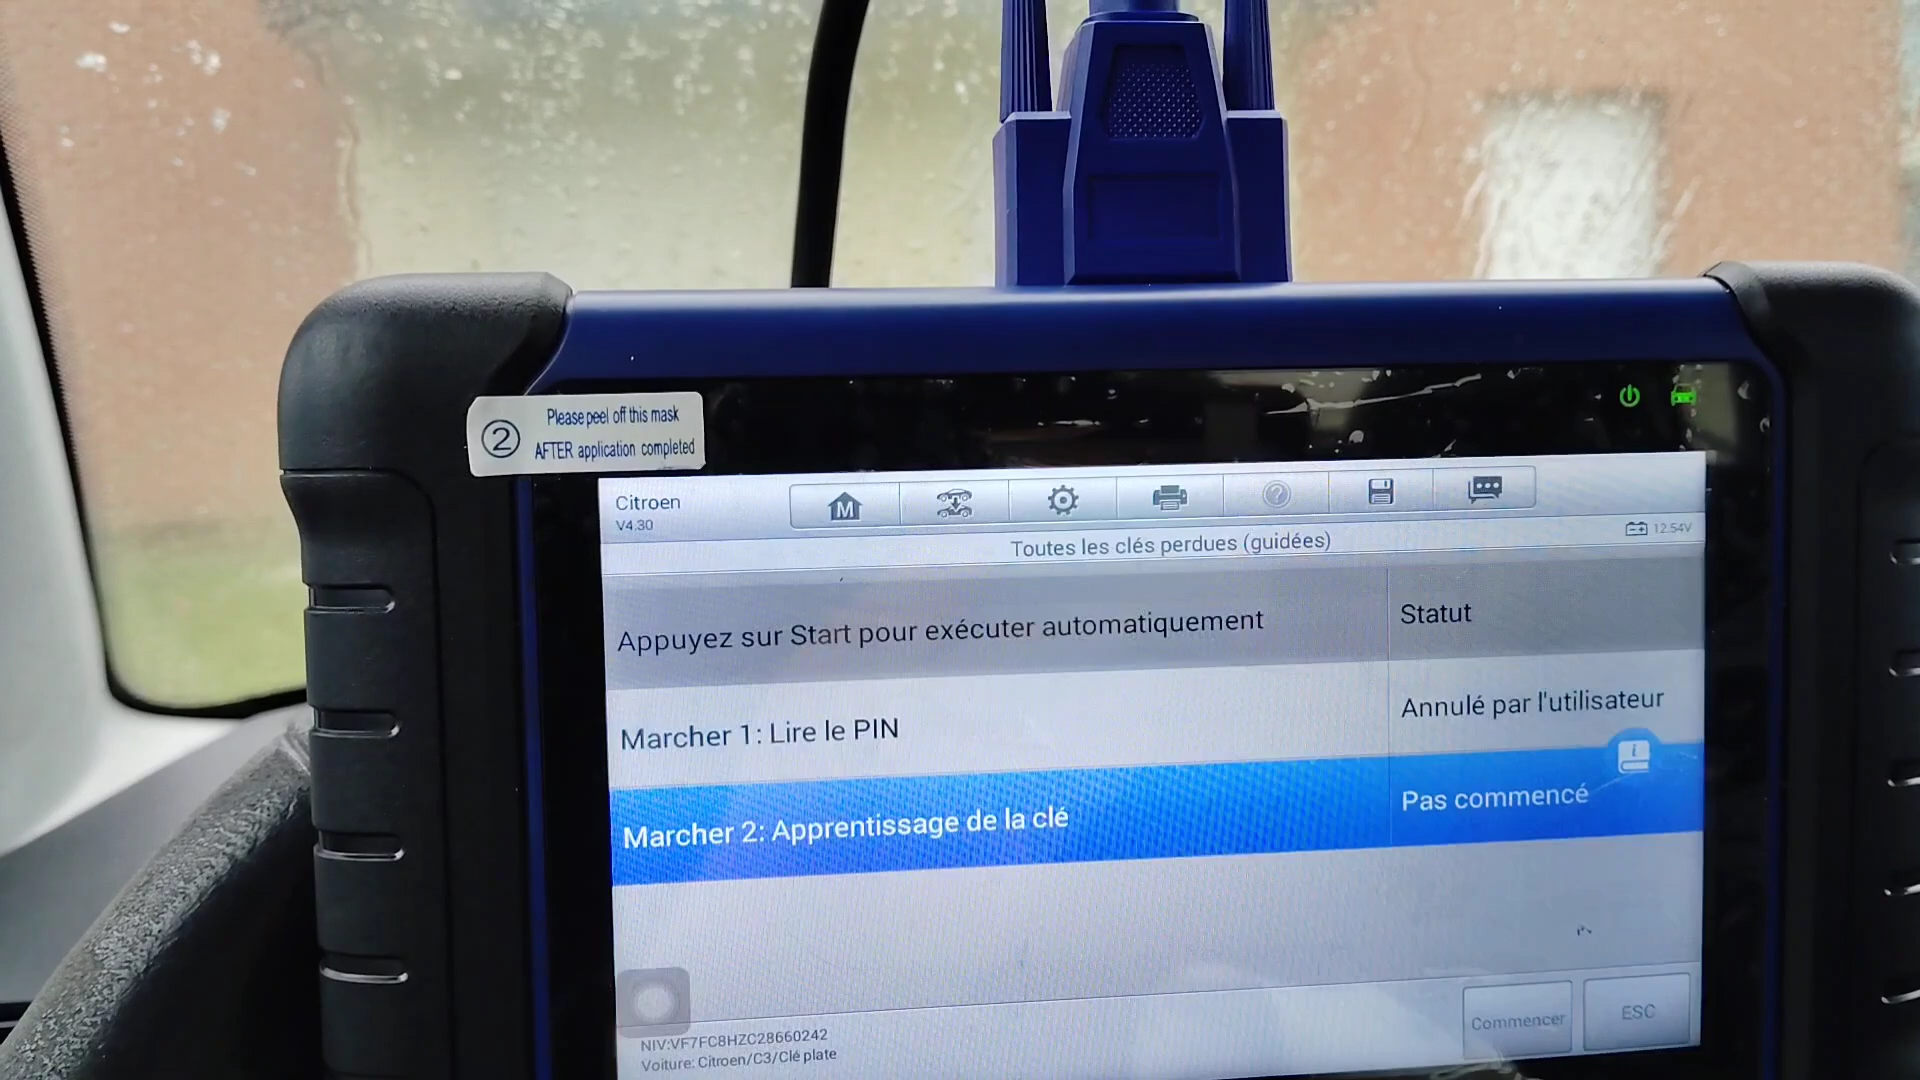 ② Please peel off this mask
AFTER application completed
Citroen
V4.30
M
?
12.54V
Toutes les clés perdues (guidées)
Appuyez sur Start pour exécuter automatiquement
Statut
Marcher 1: Lire le PIN
Annulé par l'utilisateur
i
Marcher 2: Apprentissage de la clé
Pas commencé
NIV:VF7FC8HZC28660242
Voiture: Citroen/C3/Clé plate
Commencer
ESC